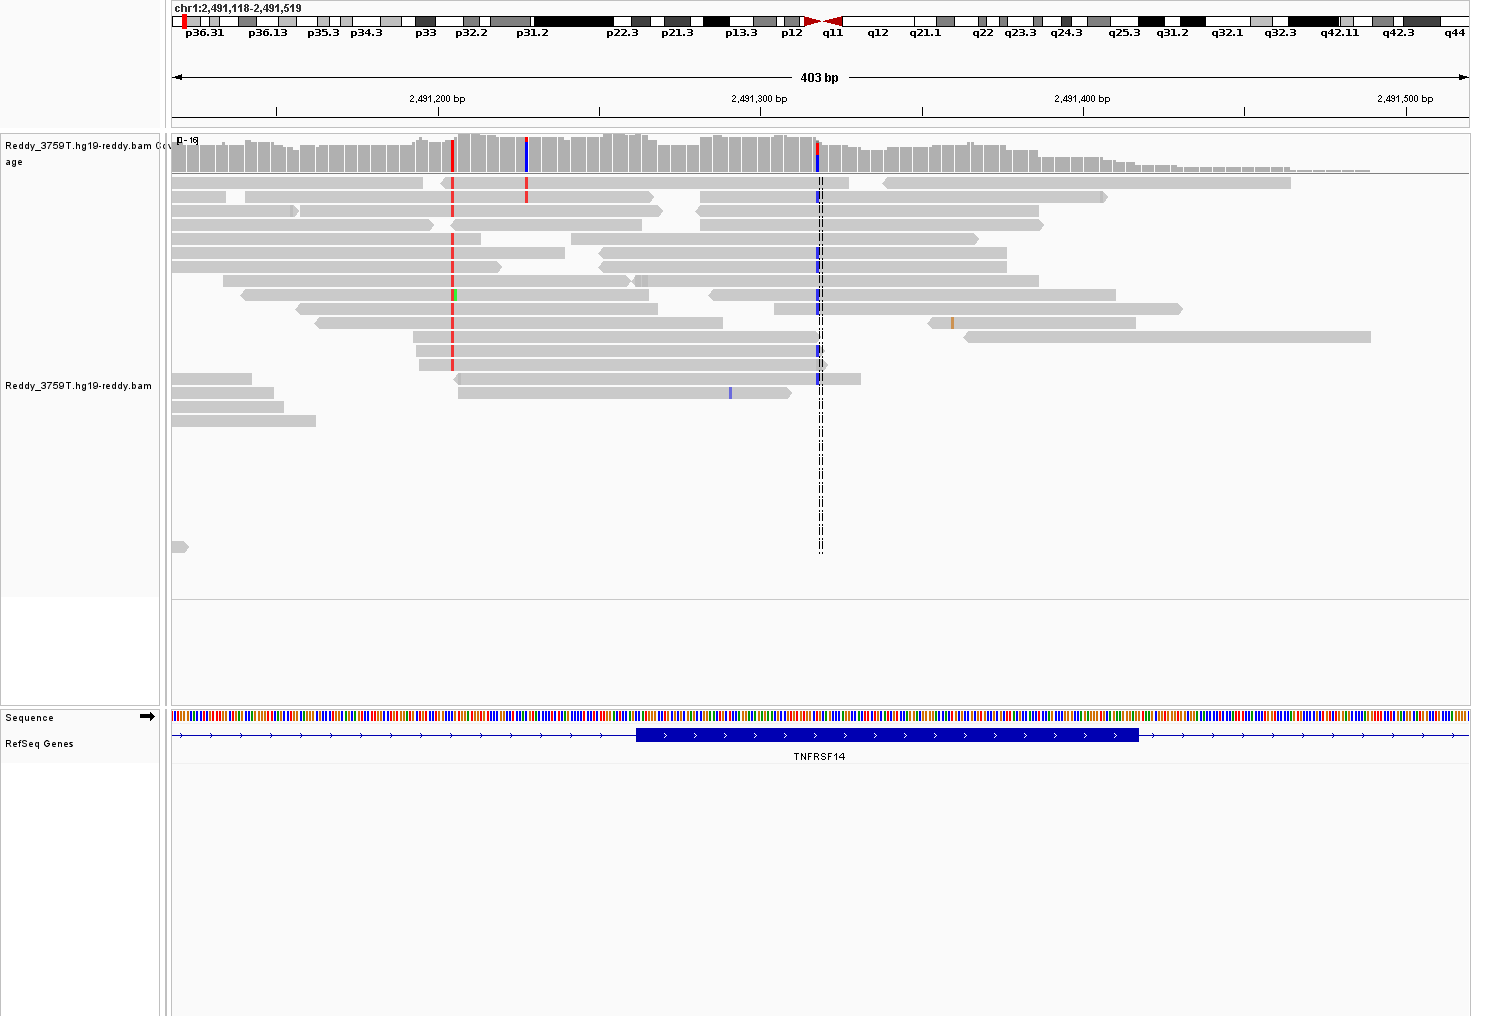 chr1:2,491,118-2,491,519
p36.31 p36.13 p35.3 p34.3 p33 p32.2 p31.2 p22.3 p21.3 p13.3 p12 q11 q12 q21.1 q22 q23.3 q24.3 q25.3 q31.2 q32.1 q32.3 q42.11 q42.3 q44
403 bp
2,491,200 bp 2,491,300 bp 2,491,400 bp 2,491,500 bp
[0 - 16]
Reddy_3759T.hg19-reddy.bam Cov
age
Reddy_3759T.hg19-reddy.bam
Sequence
RefSeq Genes
TNFRSF14